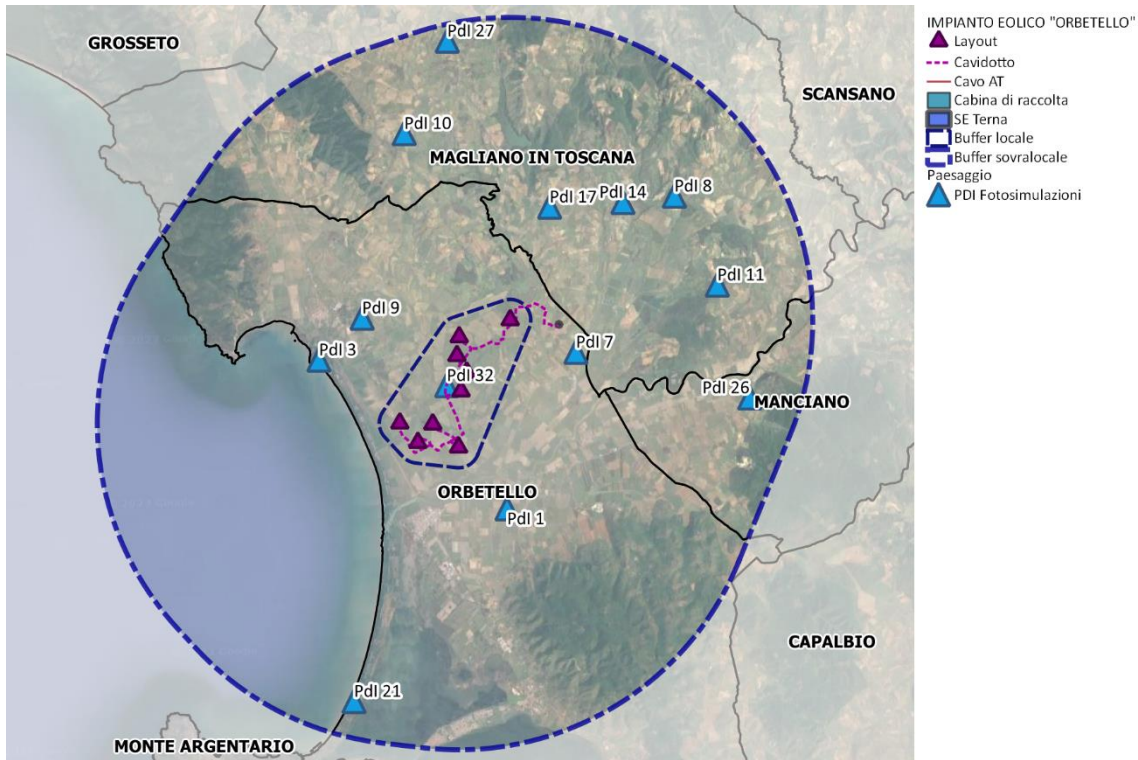 GROSSETO
PdI 27
SCANSANO
PdI 10
MAGLIANO IN TOSCANA
PdI 17
PdI 14
PdI 8
PdI 11
PdI 9
PdI 3
PdI 7
PdI 32
PdI 26
MANCIANO
ORBETELLO
PdI 1
CAPALBIO
PdI 21
MONTE ARGENTARIO
IMPIANTO EOLICO "ORBETELLO"
Layout
Cavidotto
Cavo AT
Cabina di raccolta
SE Terna
Buffer locale
Buffer sovralocale
Paesaggio
PDI Fotosimulazioni